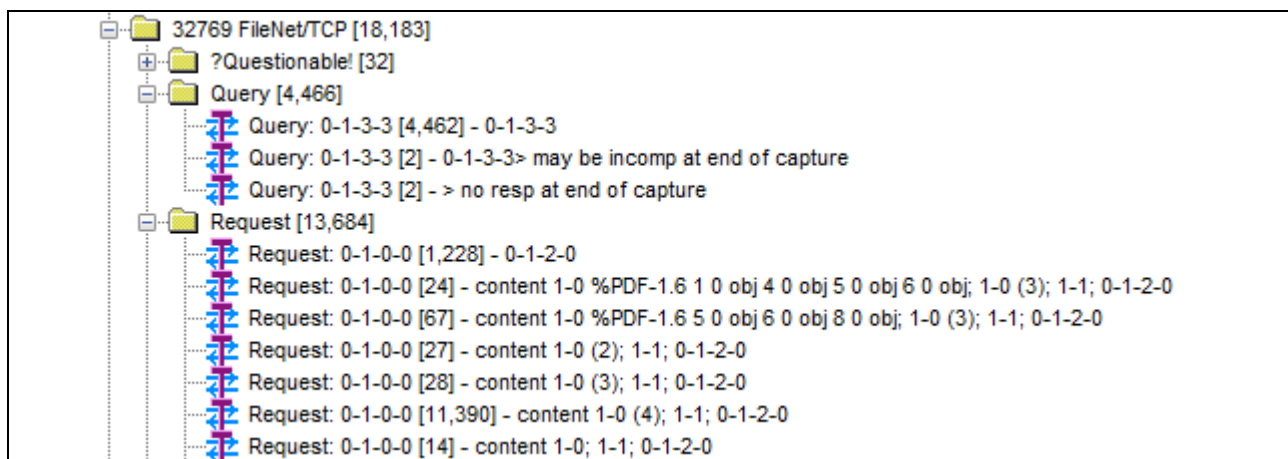 32769 FileNet/TCP [18,183]
?Questionable! [32]
Query [4,466]
Query: 0-1-3-3 [4,462] - 0-1-3-3
Query: 0-1-3-3 [2] - 0-1-3-3> may be incomp at end of capture
Query: 0-1-3-3 [2] - > no resp at end of capture
Request [13,684]
Request: 0-1-0-0 [1,228] - 0-1-2-0
Request: 0-1-0-0 [24] - content 1-0 %PDF-1.6 1 0 obj 4 0 obj 5 0 obj 6 0 obj; 1-0 (3); 1-1; 0-1-2-0
Request: 0-1-0-0 [67] - content 1-0 %PDF-1.6 5 0 obj 6 0 obj 8 0 obj; 1-0 (3); 1-1; 0-1-2-0
Request: 0-1-0-0 [27] - content 1-0 (2); 1-1; 0-1-2-0
Request: 0-1-0-0 [28] - content 1-0 (3); 1-1; 0-1-2-0
Request: 0-1-0-0 [11,390] - content 1-0 (4); 1-1; 0-1-2-0
Request: 0-1-0-0 [14] - content 1-0; 1-1; 0-1-2-0